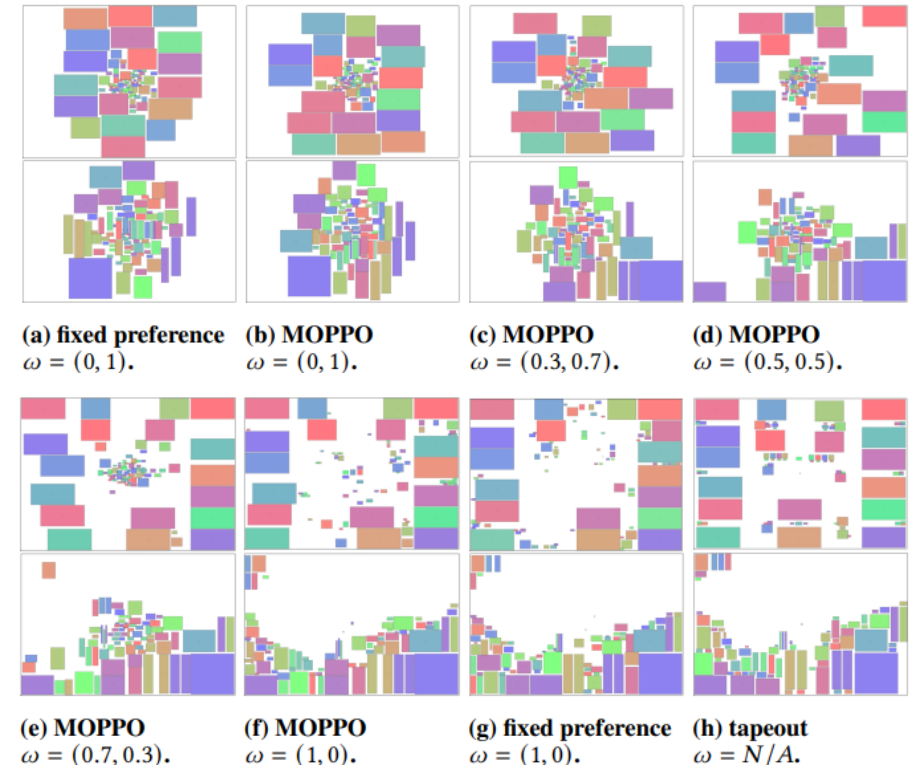 (a) fixed preference
ω = (0, 1).
(b) MOPPO
ω = (0, 1).
(c) MOPPO
ω = (0.3, 0.7).
(d) MOPPO
ω = (0.5, 0.5).
(e) MOPPO
ω = (0.7, 0.3).
(f) MOPPO
ω = (1, 0).
(g) fixed preference
ω = (1, 0).
(h) tapeout
ω = N/A.